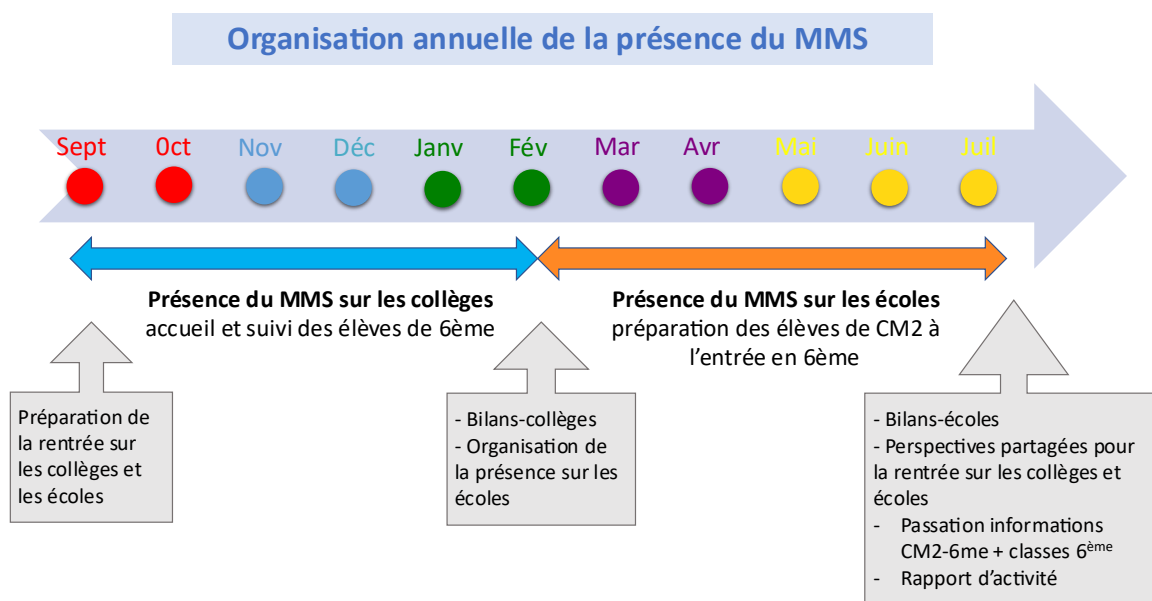 Organisation annuelle de la présence du MMS
Sept 0ct Nov Déc Janv Fév Mar Avr Mai Juin Juil
Présence du MMS sur les collèges
accueil et suivi des élèves de 6ème
Présence du MMS sur les écoles
préparation des élèves de CM2 à
l'entrée en 6ème
Préparation de
la rentrée sur
les collèges et
les écoles
- Bilans-collèges
- Organisation de
la présence sur les
écoles
- Bilans-écoles
- Perspectives partagées pour
la rentrée sur les collèges et
écoles
- Passation informations
CM2-6me + classes 6ème
- Rapport d'activité